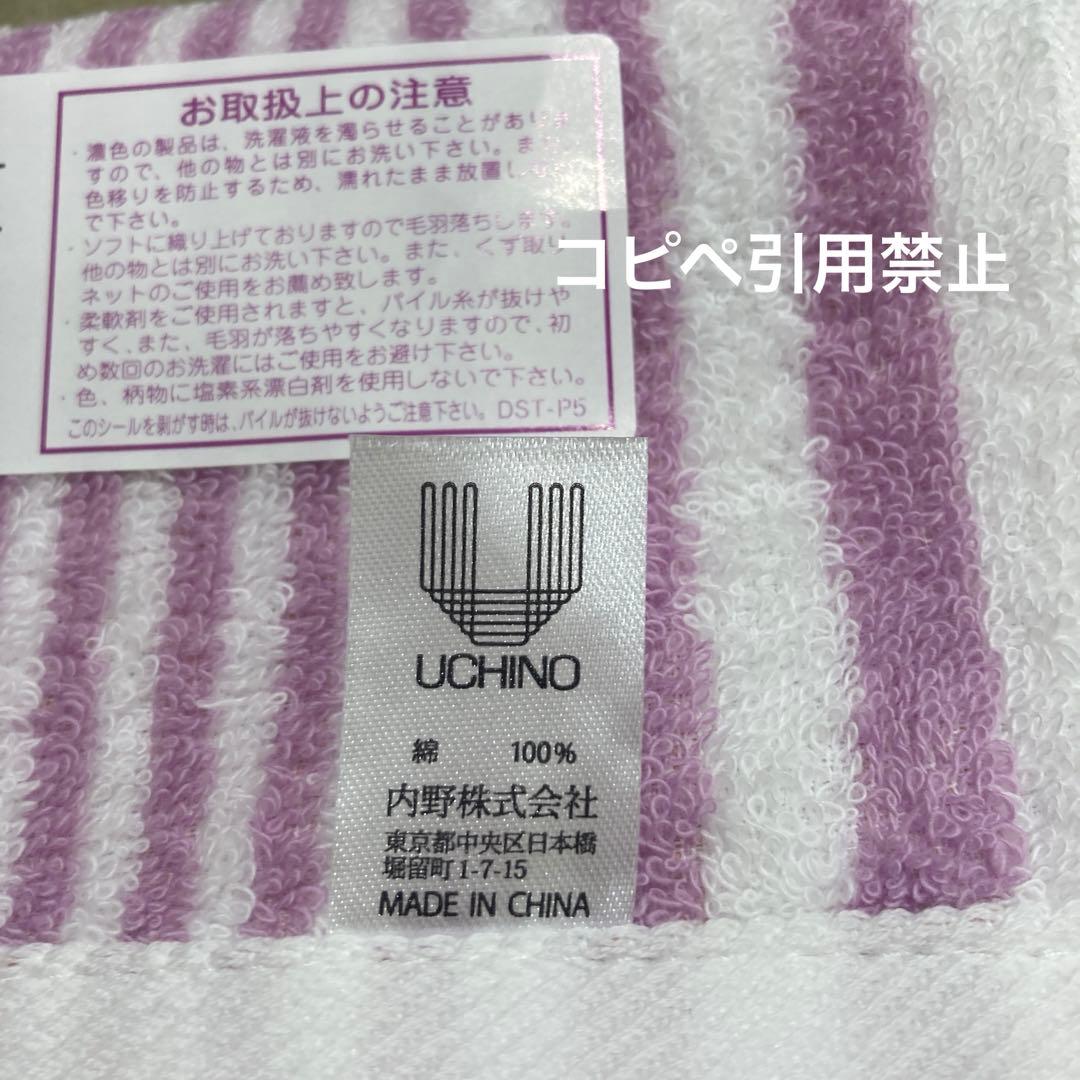 お取扱上の注意
・濃色の製品は、洗濯液を濁らせることがありま
すので、他の物とは別にお洗い下さい。また、
色移りを防止するため、濡れたまま放置し
で下さい。
・ソフトに織り上げておりますので毛羽落ちします。
他の物とは別にお洗い下さい。また、くず取り
ネットのご使用をお薦め致します。
・柔軟剤をご使用されますと、パイル糸が抜けや
すく、また、毛羽が落ちやすくなりますので、初
め数回のお洗濯にはご使用をお避け下さい。
・色、柄物に塩素系漂白剤を使用しないで下さい。
このシールを剥がす時は、パイルが抜けないようご注意下さい。DST-P5
コピペ引用禁止
UCHINO
綿 100%
内野株式会社
東京都中央区日本橋
堀留町1-7-15
MADE IN CHINA